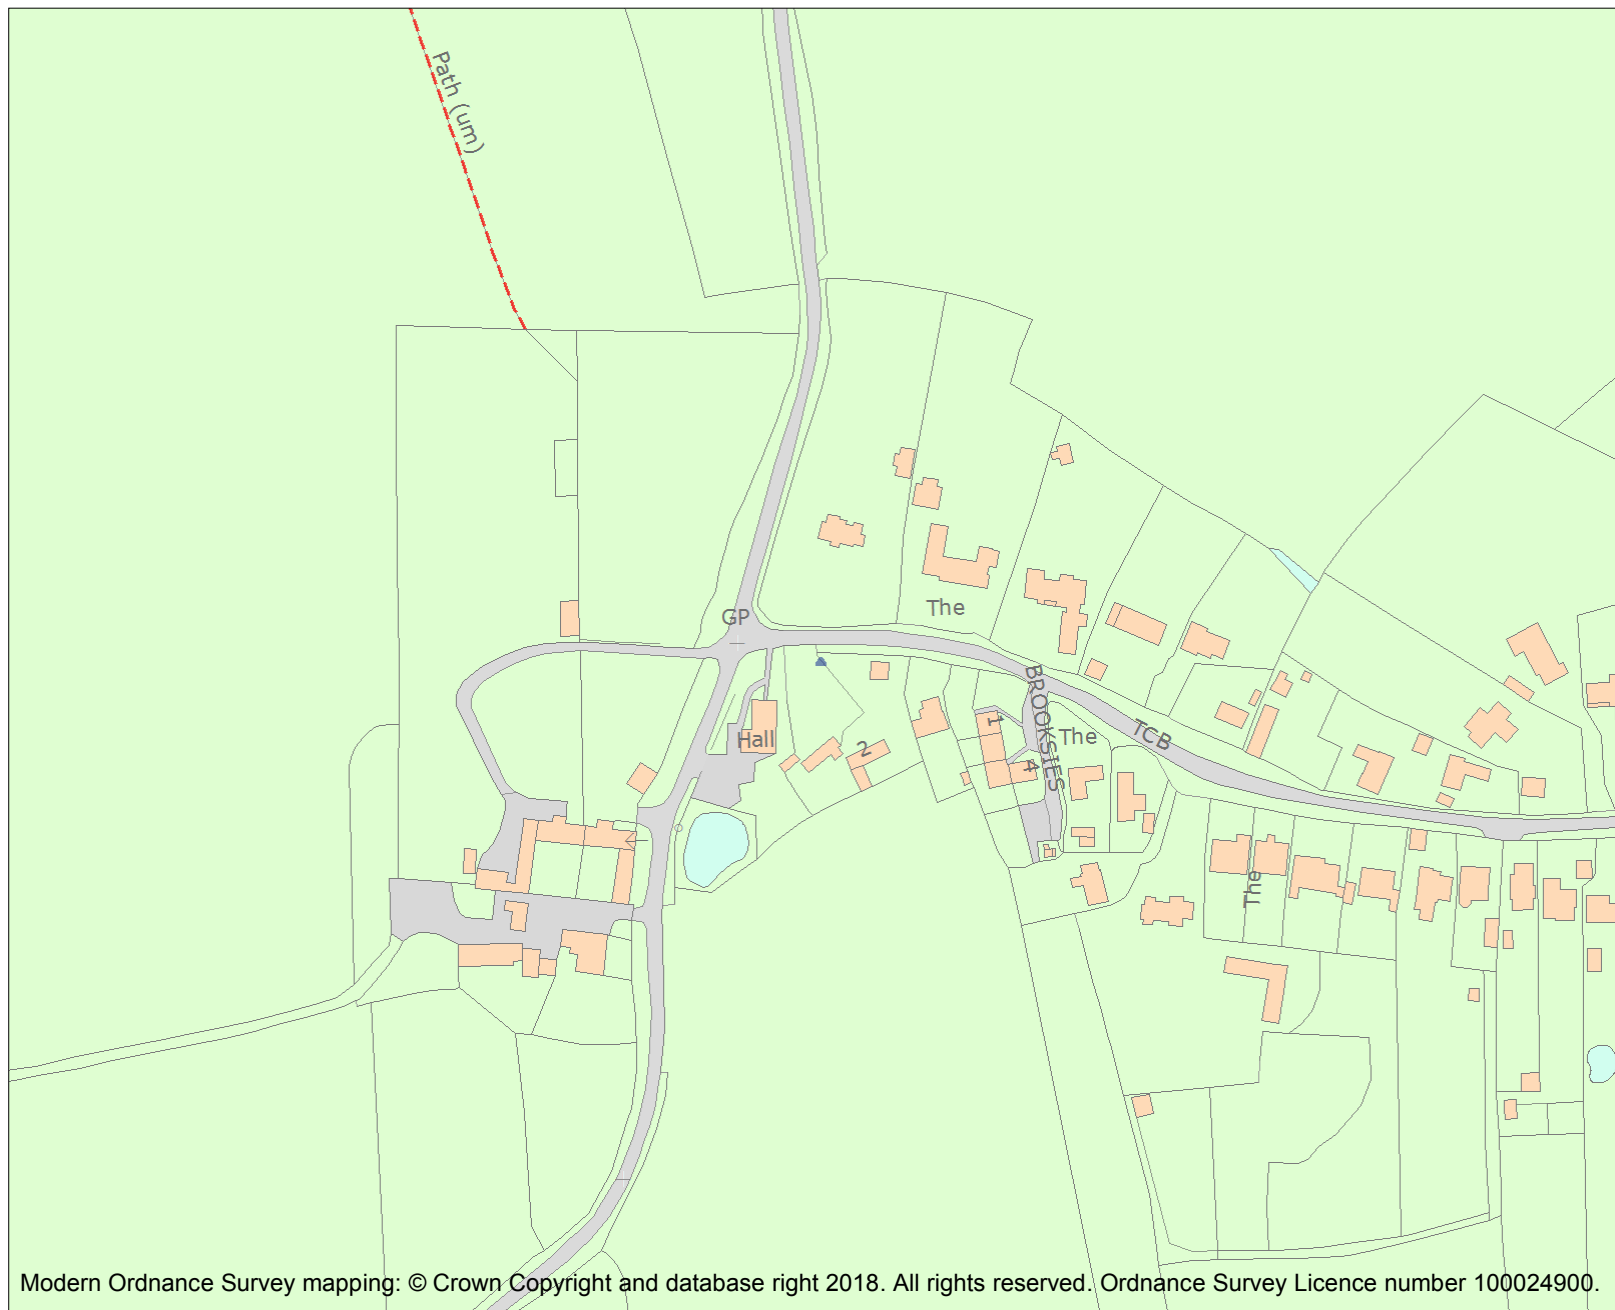 Path (um)
GP
The
BROOKSIES
1
The
TCB
Hall
2
4
The
Modern Ordnance Survey mapping: © Crown Copyright and database right 2018. All rights reserved. Ordnance Survey Licence number 100024900.